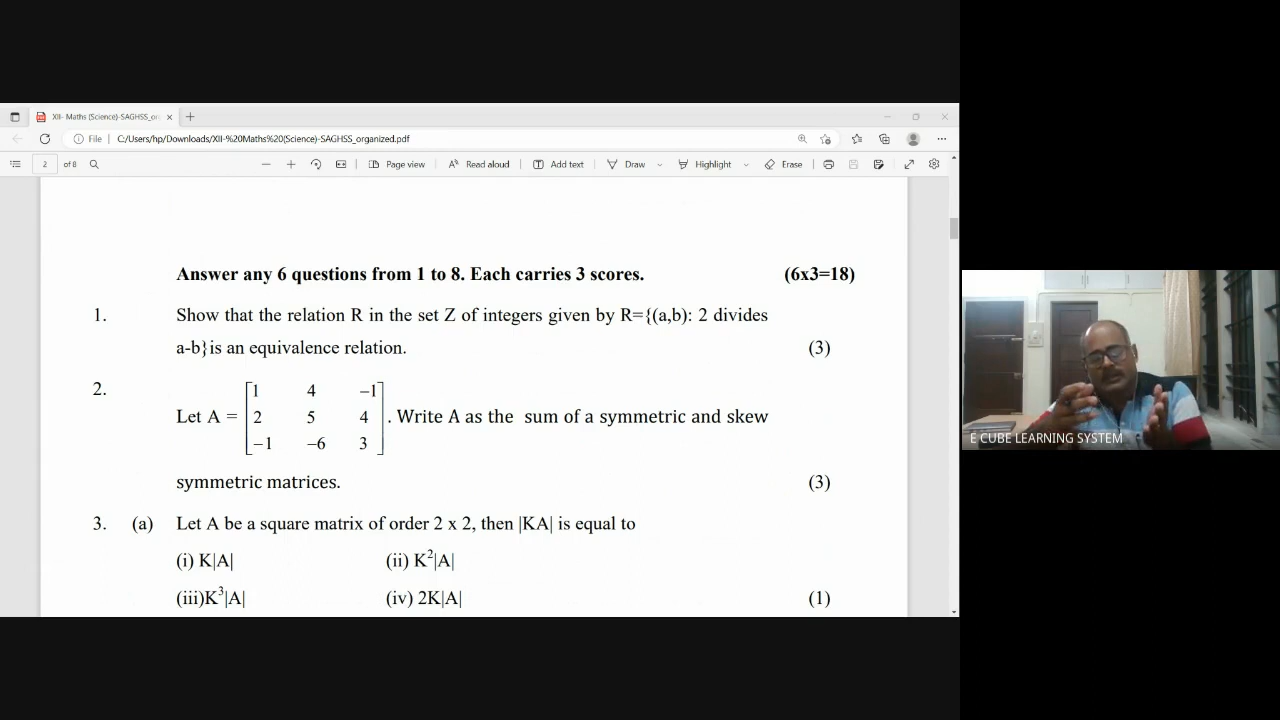 XII- Maths (Science)-SAGHSS_or
File C:/Users/hp/Downloads/XII-%20Maths%20(Science)-SAGHSS_organized.pdf
2 of 8 Page view Read aloud Add text Draw Highlight Erase
Answer any 6 questions from 1 to 8. Each carries 3 scores. (6x3=18)
1. Show that the relation R in the set Z of integers given by R={(a,b): 2 divides
a-b}is an equivalence relation. (3)
2.
1 4 −1
Let A = 2 5 4 . Write A as the sum of a symmetric and skew
−1 −6 3
symmetric matrices. (3)
3. (a) Let A be a square matrix of order 2 x 2, then |KA| is equal to
(i) K|A| (ii) K²|A|
(iii)K³|A| (iv) 2K|A| (1)
E CUBE LEARNING SYSTEM